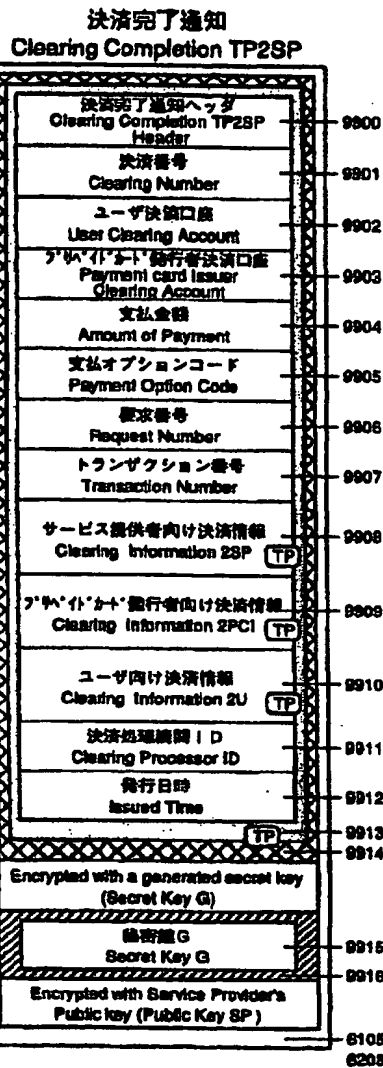 決済完了通知
Clearing Completion TP2SP
決済完了通知ヘッダ
Clearing Completion TP2SP
Header
9900
決済番号
Clearing Number
9901
ユーザ決済口座
User Clearing Account
9902
プリペイドカード発行者決済口座
Payment card Issuer
Clearing Account
9903
支払金額
Amount of Payment
9904
支払オプションコード
Payment Option Code
9905
要求番号
Request Number
9906
トランザクション番号
Transaction Number
9907
サービス提供者向け決済情報
Clearing Information 2SP
TP
9908
プリペイドカード発行者向け決済情報
Clearing Information 2PCI
TP
9909
ユーザ向け決済情報
Clearing Information 2U
TP
9910
決済処理機関ID
Clearing Processor ID
9911
発行日時
Issued Time
9912
TP
9913
9914
Encrypted with a generated secret key
(Secret Key G)
秘密鍵G
Secret Key G
9915
9916
Encrypted with Service Provider's
Public key (Public Key SP)
6105
6205